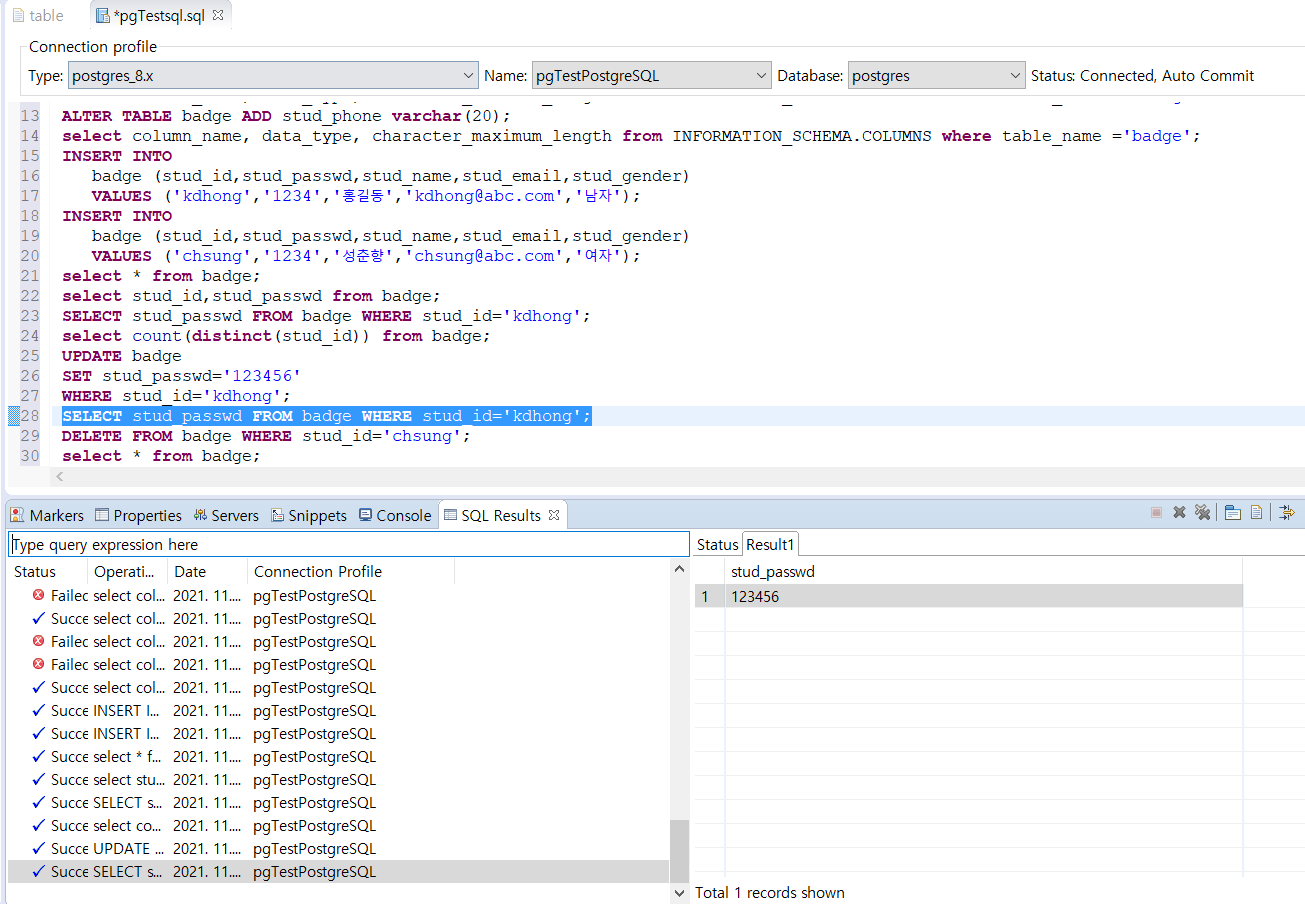 table
*pgTestsql.sql
Connection profile
Type: postgres_8.x Name: pgTestPostgreSQL Database: postgres Status: Connected, Auto Commit
13 ALTER TABLE badge ADD stud_phone varchar(20);
14 select column_name, data_type, character_maximum_length from INFORMATION_SCHEMA.COLUMNS where table_name ='badge';
15 INSERT INTO
16 badge (stud_id,stud_passwd,stud_name,stud_email,stud_gender)
17 VALUES ('kdhong','1234','홍길동','kdhong@abc.com','남자');
18 INSERT INTO
19 badge (stud_id,stud_passwd,stud_name,stud_email,stud_gender)
20 VALUES ('chsung','1234','성춘향','chsung@abc.com','여자');
21 select * from badge;
22 select stud_id,stud_passwd from badge;
23 SELECT stud_passwd FROM badge WHERE stud_id='kdhong';
24 select count(distinct(stud_id)) from badge;
25 UPDATE badge
26 SET stud_passwd='123456'
27 WHERE stud_id='kdhong';
28 SELECT stud_passwd FROM badge WHERE stud_id='kdhong';
29 DELETE FROM badge WHERE stud_id='chsung';
30 select * from badge;
Markers Properties Servers Snippets Console SQL Results
Type query expression here
Status Operati... Date Connection Profile
Failed select col... 2021. 11.... pgTestPostgreSQL
Succe select col... 2021. 11.... pgTestPostgreSQL
Failed select col... 2021. 11.... pgTestPostgreSQL
Failed select col... 2021. 11.... pgTestPostgreSQL
Succe select col... 2021. 11.... pgTestPostgreSQL
Succe INSERT I... 2021. 11.... pgTestPostgreSQL
Succe INSERT I... 2021. 11.... pgTestPostgreSQL
Succe select * f... 2021. 11.... pgTestPostgreSQL
Succe select stu... 2021. 11.... pgTestPostgreSQL
Succe SELECT s... 2021. 11.... pgTestPostgreSQL
Succe select co... 2021. 11.... pgTestPostgreSQL
Succe UPDATE ... 2021. 11.... pgTestPostgreSQL
Succe SELECT s... 2021. 11.... pgTestPostgreSQL
Status Result1
stud_passwd
1 123456
Total 1 records shown